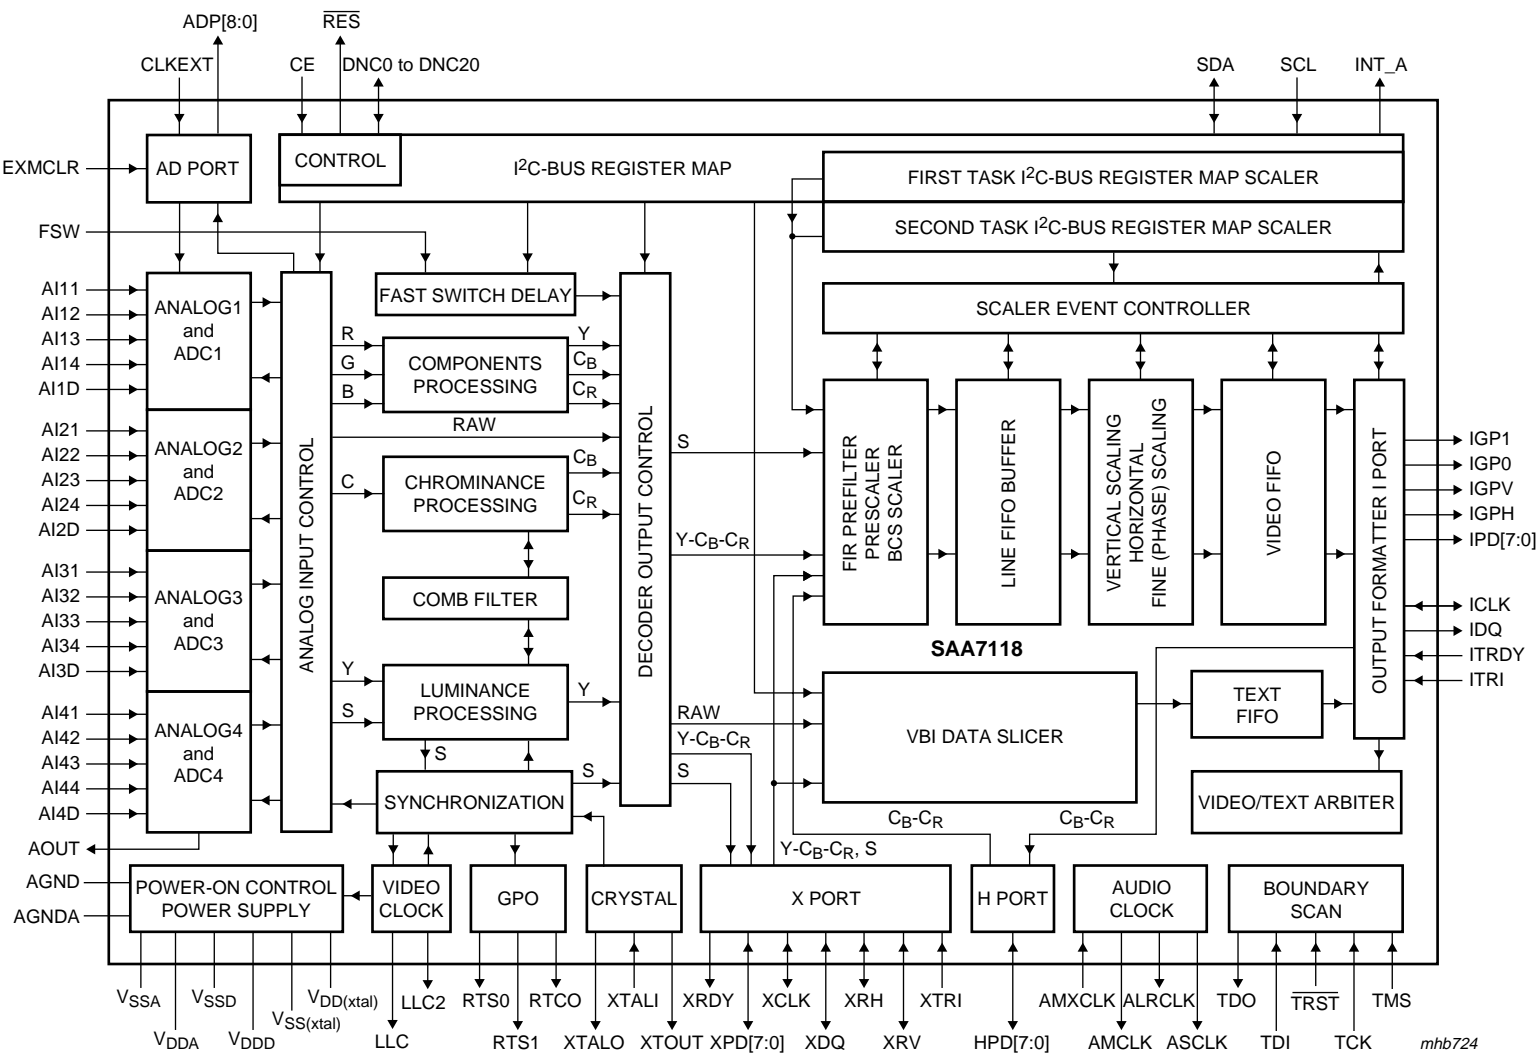 ADP[8:0]
RES
CLKEXT
CE
DNC0 to DNC20
SDA
SCL
INT_A
EXMCLR
AD PORT
CONTROL
I2C-BUS REGISTER MAP
FIRST TASK I2C-BUS REGISTER MAP SCALER
SECOND TASK I2C-BUS REGISTER MAP SCALER
FSW
AI11
AI12
AI13
AI14
AI1D
ANALOG1
and
ADC1
AI21
AI22
AI23
AI24
AI2D
ANALOG2
and
ADC2
AI31
AI32
AI33
AI34
AI3D
ANALOG3
and
ADC3
AI41
AI42
AI43
AI44
AI4D
ANALOG4
and
ADC4
AOUT
AGND
AGNDA
ANALOG INPUT CONTROL
FAST SWITCH DELAY
R
G
B
COMPONENTS
PROCESSING
Y
CB
CR
RAW
C
CHROMINANCE
PROCESSING
CB
CR
COMB FILTER
Y
S
LUMINANCE
PROCESSING
Y
S
SYNCHRONIZATION
S
DECODER OUTPUT CONTROL
S
Y-CB-CR
RAW
Y-CB-CR
S
SCALER EVENT CONTROLLER
FIR PREFILTER
PRESCALER
BCS SCALER
LINE FIFO BUFFER
VERTICAL SCALING
HORIZONTAL
FINE (PHASE) SCALING
VIDEO FIFO
OUTPUT FORMATTER I PORT
IGP1
IGP0
IGPV
IGPH
IPD[7:0]
ICLK
IDQ
ITRDY
ITRI
SAA7118
VBI DATA SLICER
TEXT
FIFO
VIDEO/TEXT ARBITER
CB-CR
CB-CR
Y-CB-CR, S
POWER-ON CONTROL
POWER SUPPLY
VIDEO
CLOCK
GPO
CRYSTAL
X PORT
H PORT
AUDIO
CLOCK
BOUNDARY
SCAN
VSSA
VSSD
VDD(xtal)
VDDA
VDDD
VSS(xtal)
LLC2
LLC
RTS0
RTCO
RTS1
XTALI
XTALO
XTOUT
XRDY
XCLK
XRH
XTRI
XPD[7:0]
XDQ
XRV
HPD[7:0]
AMXCLK
ALRCLK
AMCLK
ASCLK
TDO
TRST
TMS
TDI
TCK
mhb724